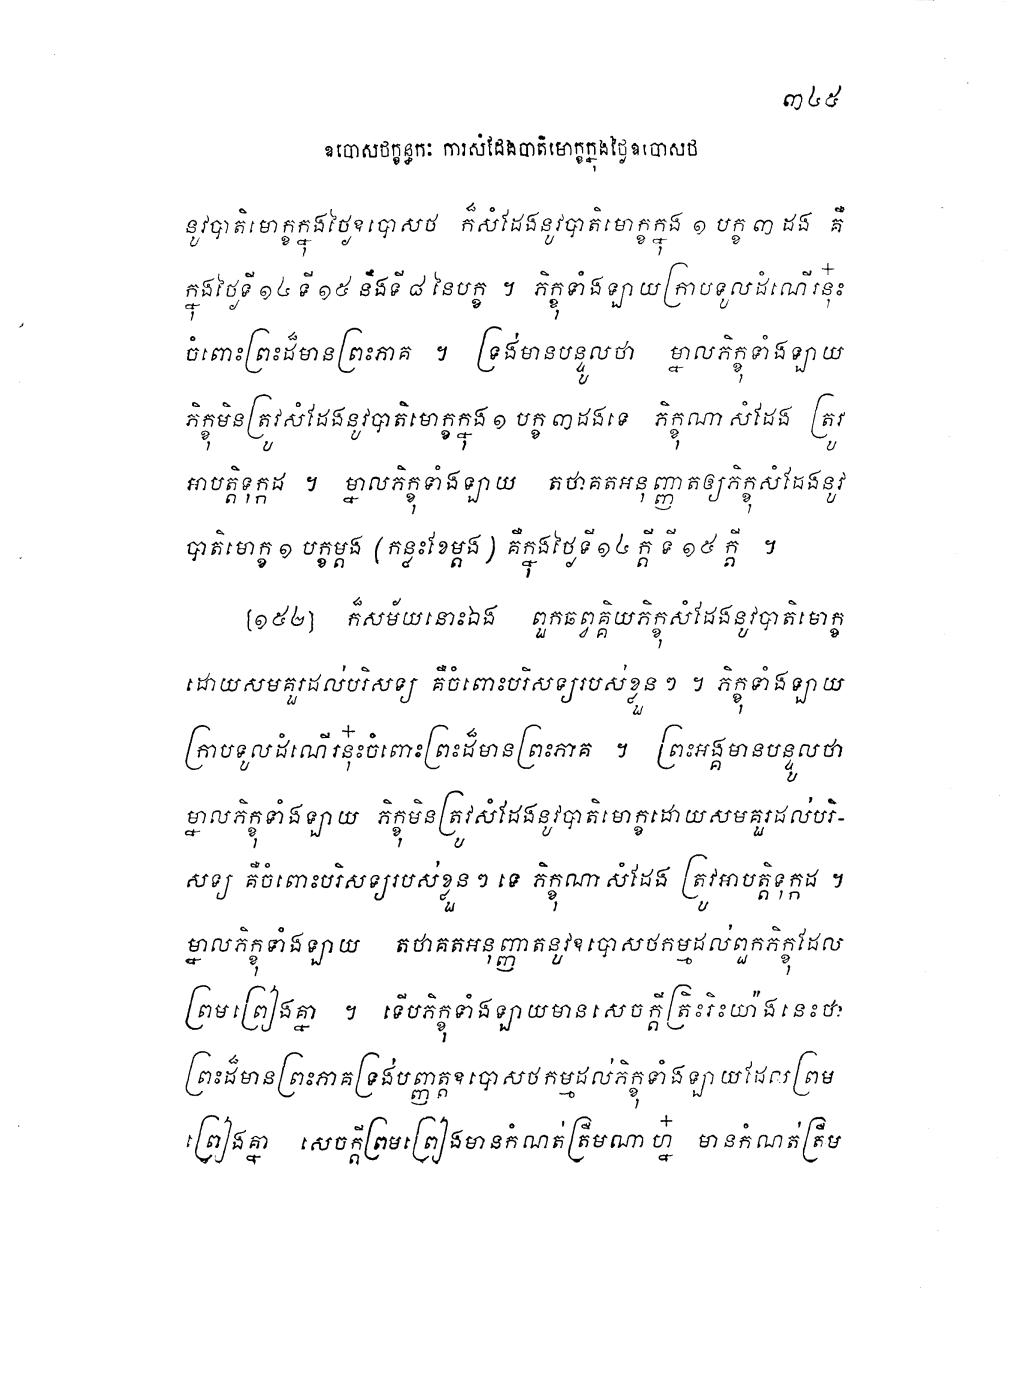 ៣៤៥
ឧបោសថក្ខន្ធកៈ ការសំដែងបាតិមោក្ខក្នុងថ្ងៃឧបោសថ
នូវបាតិមោក្ខក្នុងថ្ងៃឧបោសថ ក៏សំដែងនូវបាតិមោក្ខក្នុង ១ បក្ខ ៣ ដង គឺ
ក្នុងថ្ងៃទី ១៤ ទី ១៥ និងទី ៨ នៃបក្ខ ។ ភិក្ខុទាំងឡាយក្រាបទូលដំណើរនុ៎ះ
ចំពោះព្រះដ៏មានព្រះភាគ ។ ទ្រង់មានបន្ទូលថា ម្នាលភិក្ខុទាំងឡាយ
ភិក្ខុមិនត្រូវសំដែងនូវបាតិមោក្ខក្នុង ១ បក្ខ ៣ដងទេ ភិក្ខុណា សំដែង ត្រូវ
អាបត្តិទុក្កដ ។ ម្នាលភិក្ខុទាំងឡាយ តថាគតអនុញ្ញាតឲ្យភិក្ខុសំដែងនូវ
បាតិមោក្ខ ១ បក្ខម្តង (កន្លះខែម្តង) គឺក្នុងថ្ងៃទី ១៤ ក្តី ទី ១៥ ក្តី ។
[១៥២] ក៏សម័យនោះឯង ពួកឆព្វគ្គិយភិក្ខុសំដែងនូវបាតិមោក្ខ
ដោយសមគួរដល់បរិសទ្យ គឺចំពោះបរិសទ្យរបស់ខ្លួន ៗ ។ ភិក្ខុទាំងឡាយ
ក្រាបទូលដំណើរនុ៎ះចំពោះព្រះដ៏មានព្រះភាគ ។ ព្រះអង្គមានបន្ទូលថា
ម្នាលភិក្ខុទាំងឡាយ ភិក្ខុមិនត្រូវសំដែងនូវបាតិមោក្ខដោយសមគួរដល់បរិ-
សទ្យ គឺចំពោះបរិសទ្យរបស់ខ្លួន ៗ ទេ ភិក្ខុណា សំដែង ត្រូវអាបត្តិទុក្កដ ។
ម្នាលភិក្ខុទាំងឡាយ តថាគតអនុញ្ញាតនូវឧបោសថកម្មដល់ពួកភិក្ខុដែល
ព្រមព្រៀងគ្នា ។ ទើបភិក្ខុទាំងឡាយមានសេចក្តីត្រិះរិះយ៉ាងនេះថា
ព្រះដ៏មានព្រះភាគទ្រង់បញ្ញត្តឧបោសថកម្មដល់ភិក្ខុទាំងឡាយដែលព្រម
ព្រៀងគ្នា សេចក្តីព្រមព្រៀងមានកំណត់ត្រឹមណាហ្ន៎ មានកំណត់ត្រឹម